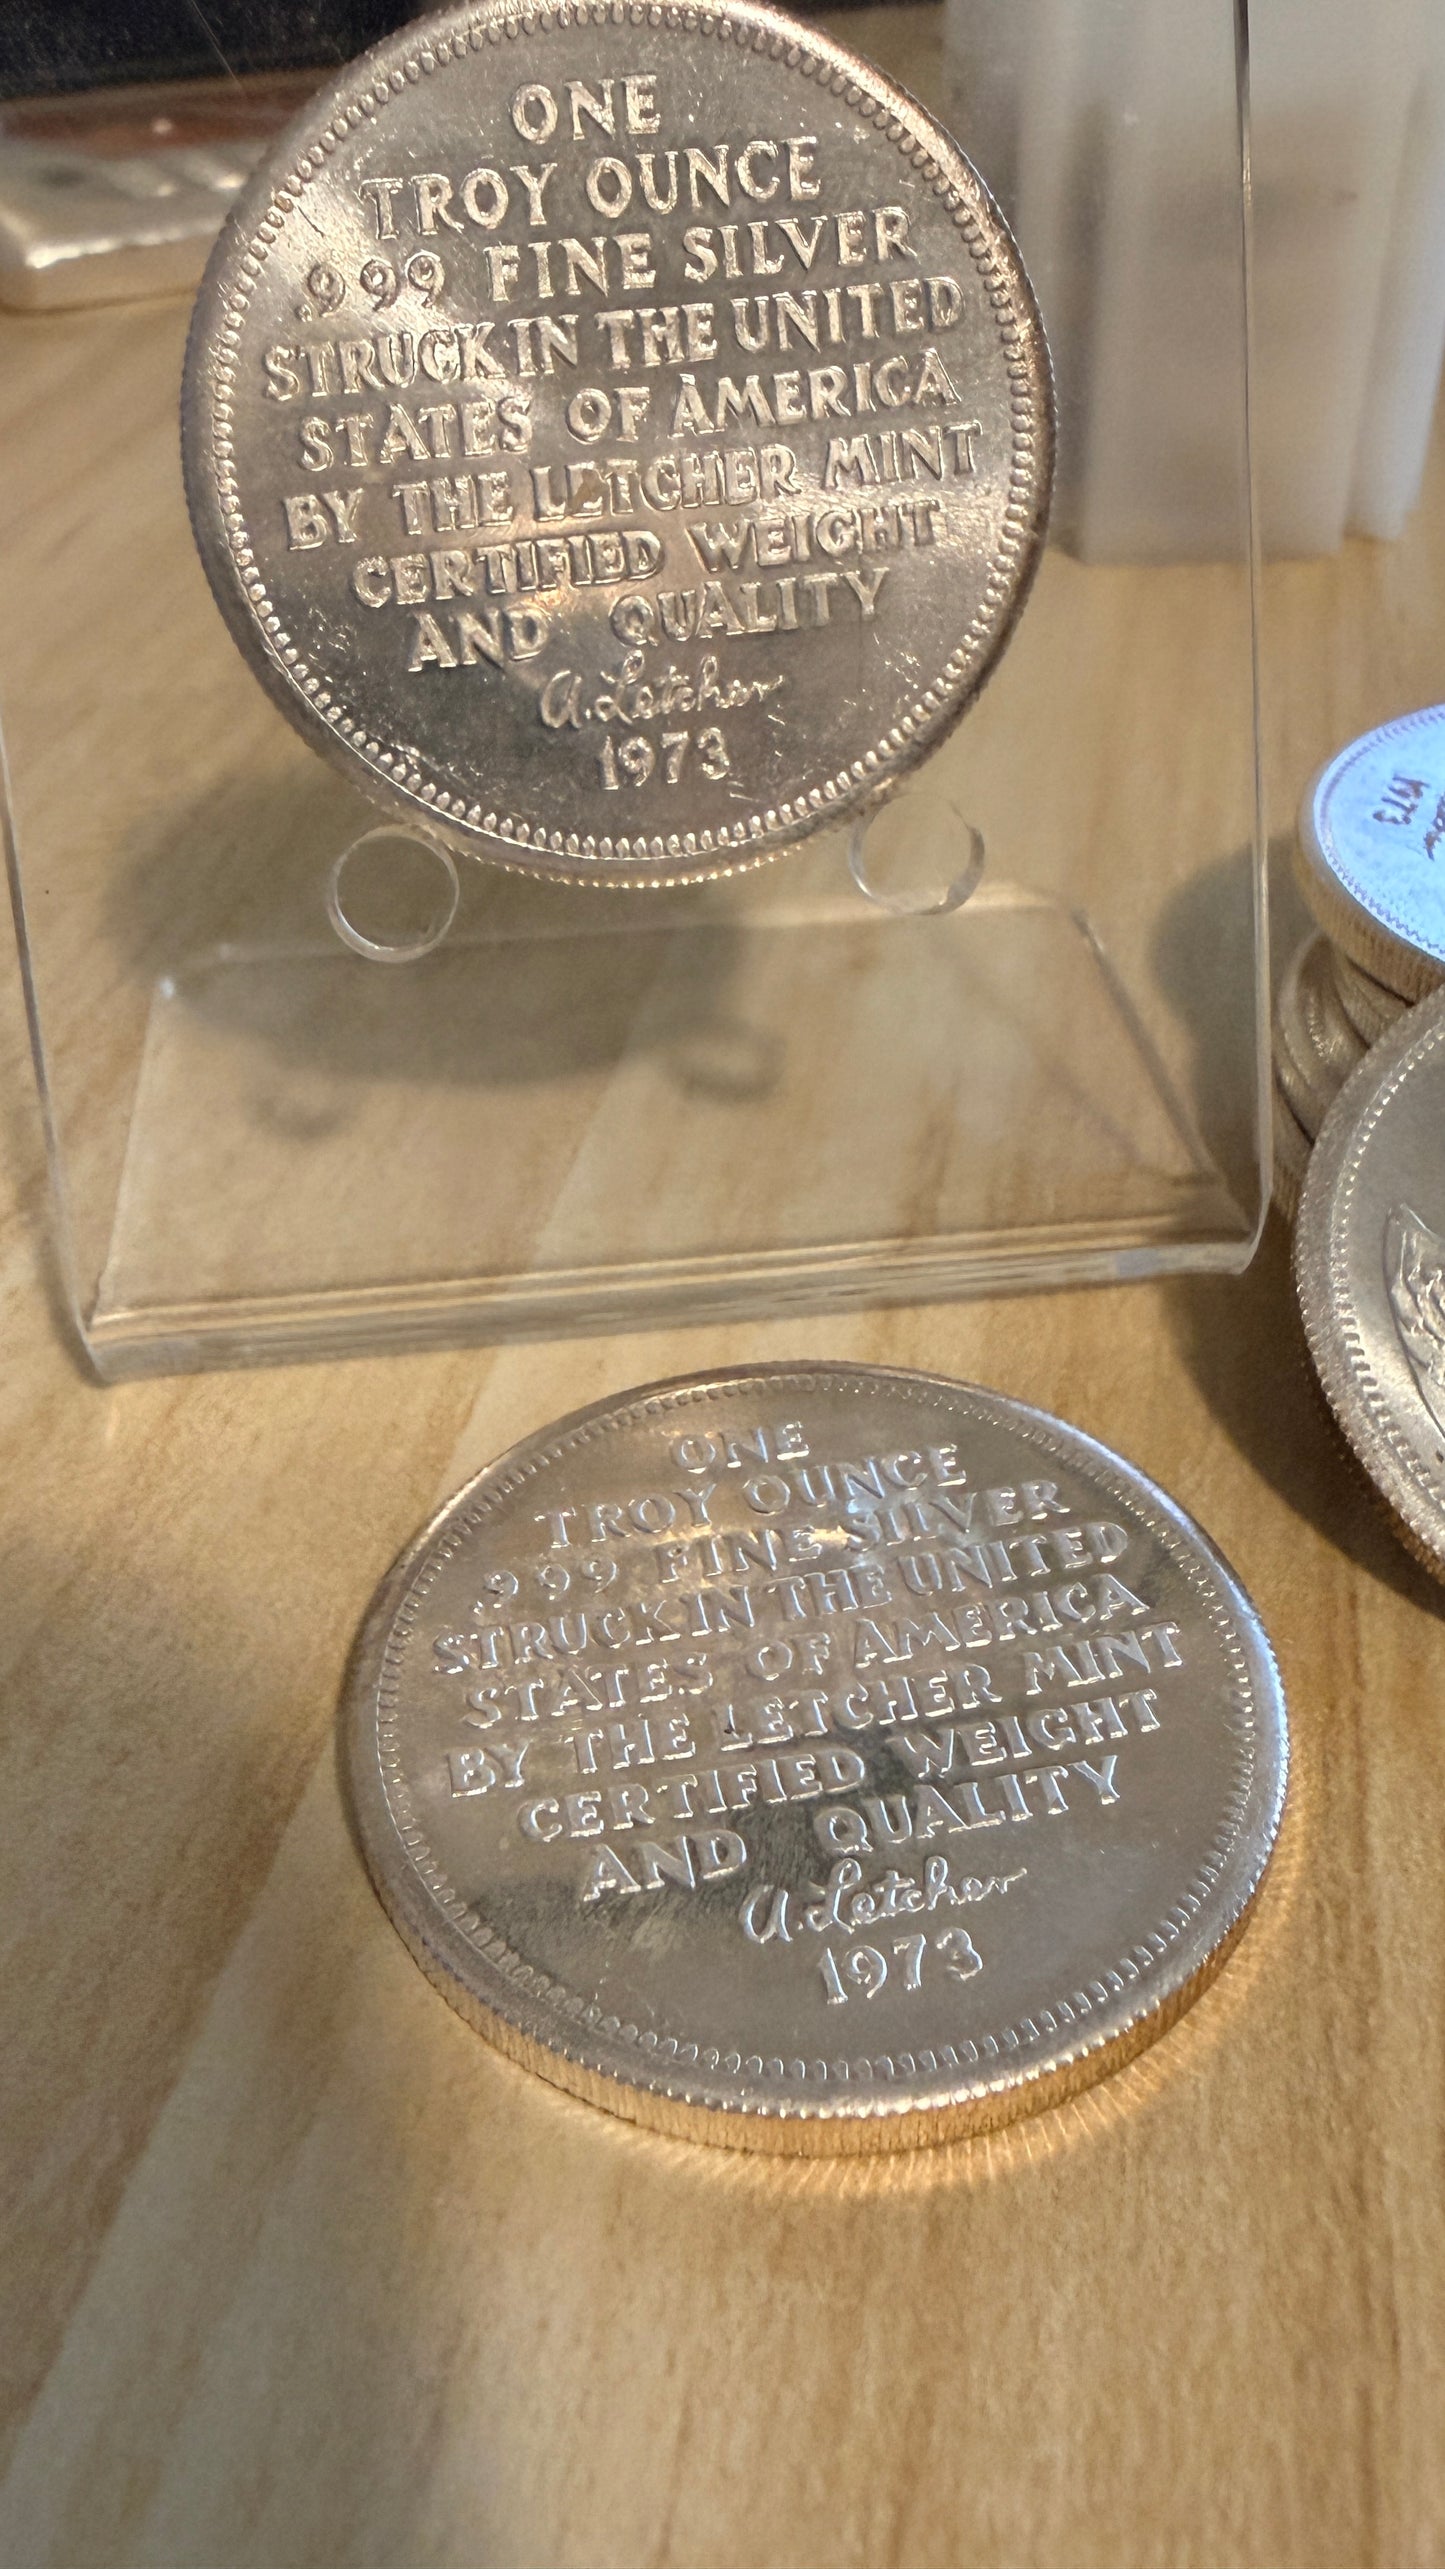 ONE
TROY OUNCE
.999 FINE SILVER
STRUCK IN THE UNITED
STATES OF AMERICA
BY THE LETCHER MINT
CERTIFIED WEIGHT
AND QUALITY
A. Letcher
1973
1973
ONE
TROY OUNCE
.999 FINE SILVER
STRUCK IN THE UNITED
STATES OF AMERICA
BY THE LETCHER MINT
CERTIFIED WEIGHT
AND QUALITY
A. Letcher
1973